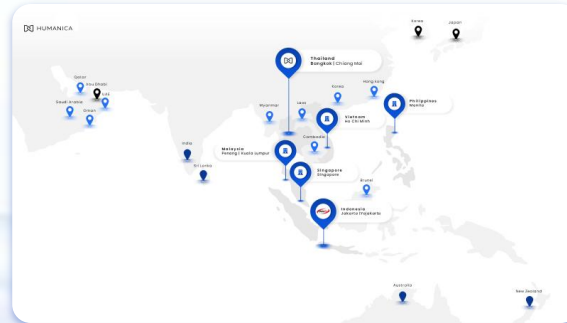 HUMANICA
Korea
Japan
Thailand
Bangkok | Chiang Mai
Qatar
Abu Dhabi
UAE
Saudi Arabia
Oman
Myanmar
Laos
Hong Kong
Philippines
Manila
Vietnam
Ho Chi Minh
Cambodia
Malaysia
Penang | Kuala Lumpur
India
Sri Lanka
Singapore
Singapore
Brunei
Indonesia
Australia
New Zealand